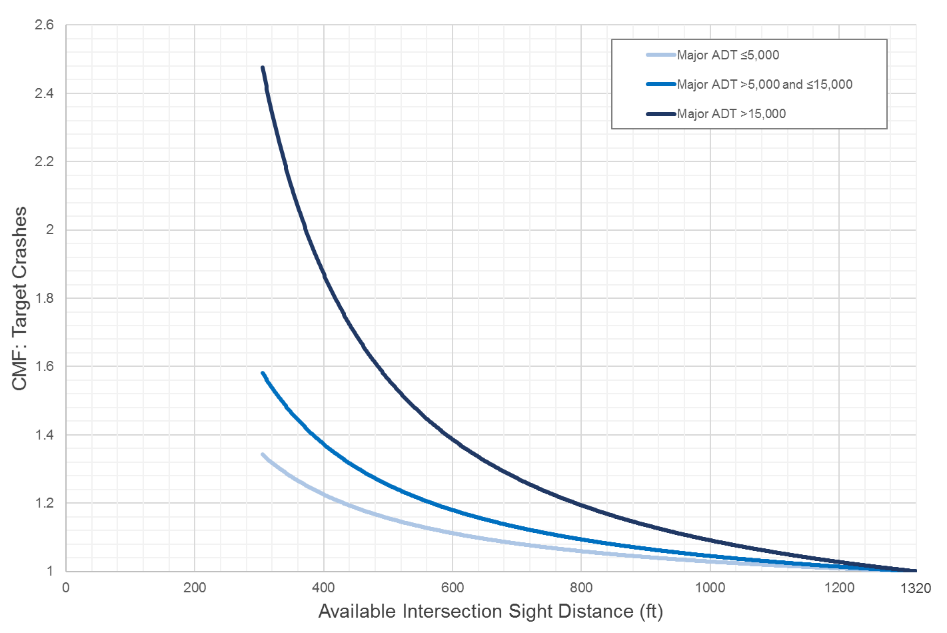 2.6
2.4
2.2
2
1.8
1.6
1.4
1.2
1
CMF: Target Crashes
Major ADT ≤5,000
Major ADT >5,000 and ≤15,000
Major ADT >15,000
0 200 400 600 800 1000 1200 1320
Available Intersection Sight Distance (ft)